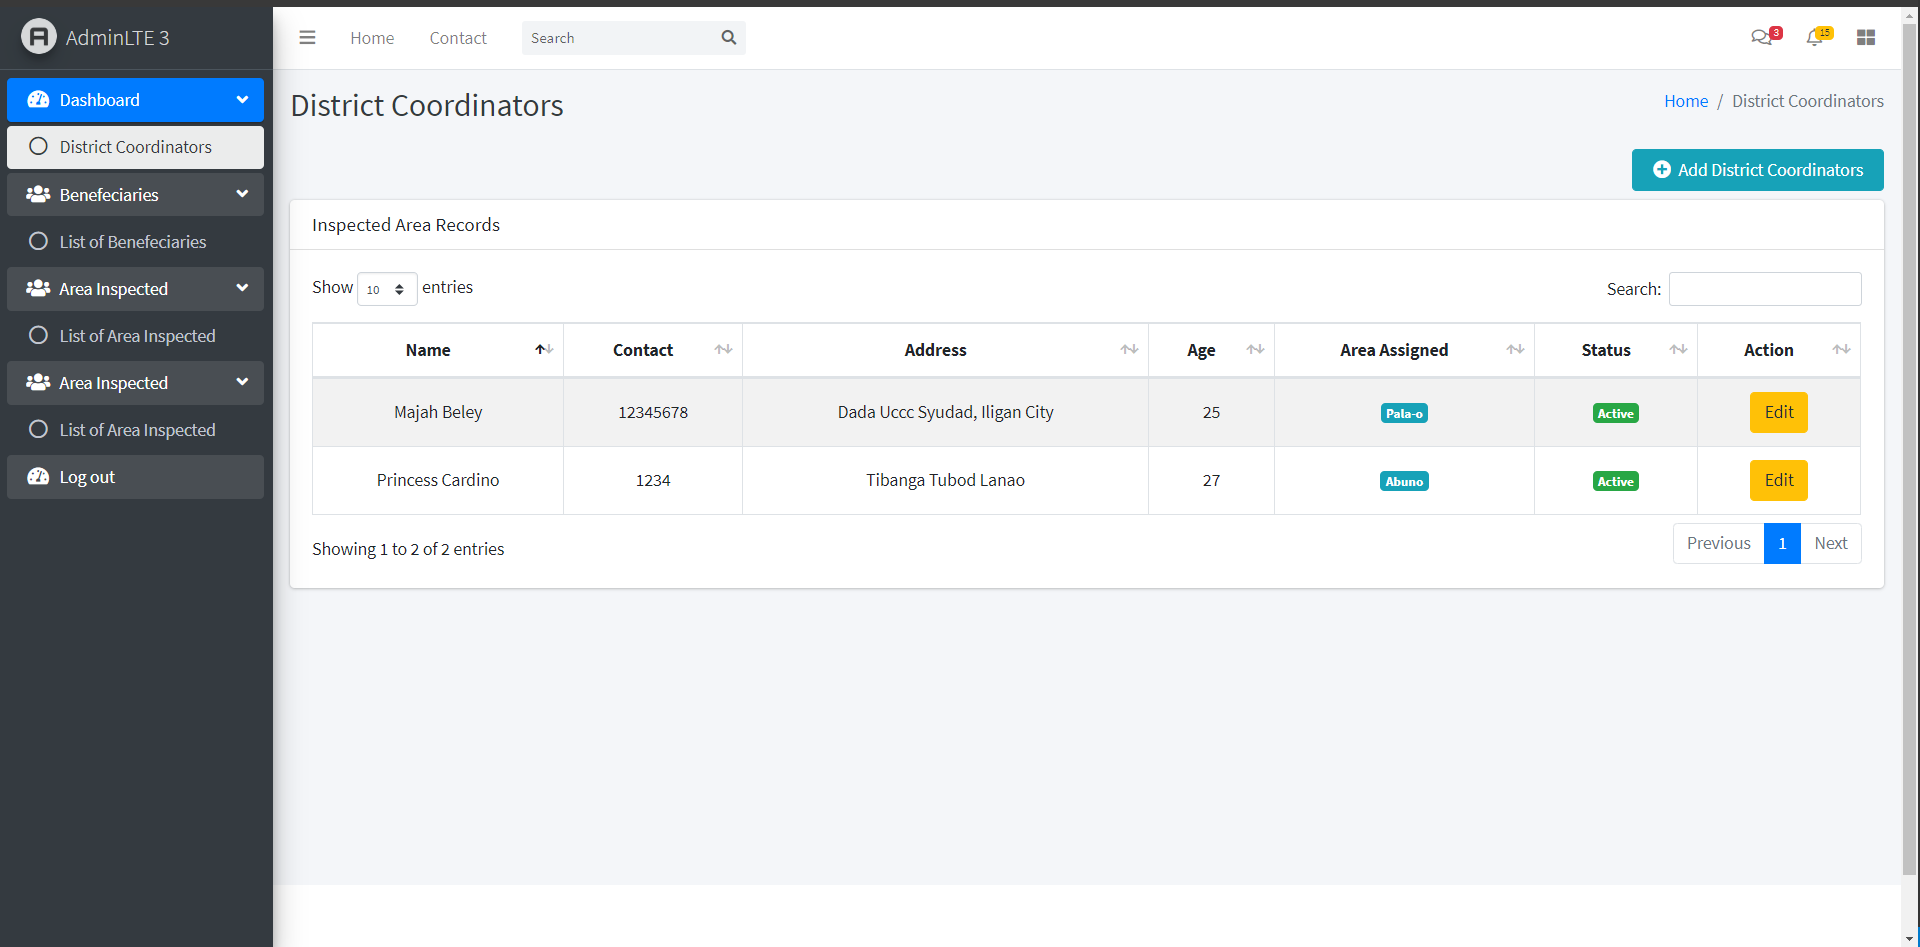 AdminLTE 3
Dashboard
District Coordinators
Benefeciaries
List of Benefeciaries
Area Inspected
List of Area Inspected
Area Inspected
List of Area Inspected
Log out
Home Contact Search 3 15
District Coordinators
Home / District Coordinators
Add District Coordinators
Inspected Area Records
Show 10 entries Search:
Name Contact Address Age Area Assigned Status Action
Majah Beley 12345678 Dada Uccc Syudad, Iligan City 25 Pala-o Active Edit
Princess Cardino 1234 Tibanga Tubod Lanao 27 Abuno Active Edit
Showing 1 to 2 of 2 entries
Previous 1 Next